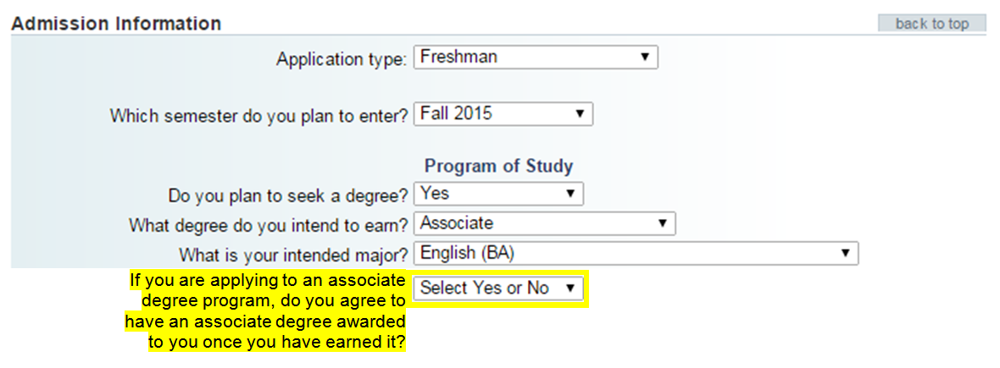 Admission Information
back to top
Application type: Freshman
Which semester do you plan to enter? Fall 2015
Program of Study
Do you plan to seek a degree? Yes
What degree do you intend to earn? Associate
What is your intended major? English (BA)
If you are applying to an associate Select Yes or No
degree program, do you agree to
have an associate degree awarded
to you once you have earned it?